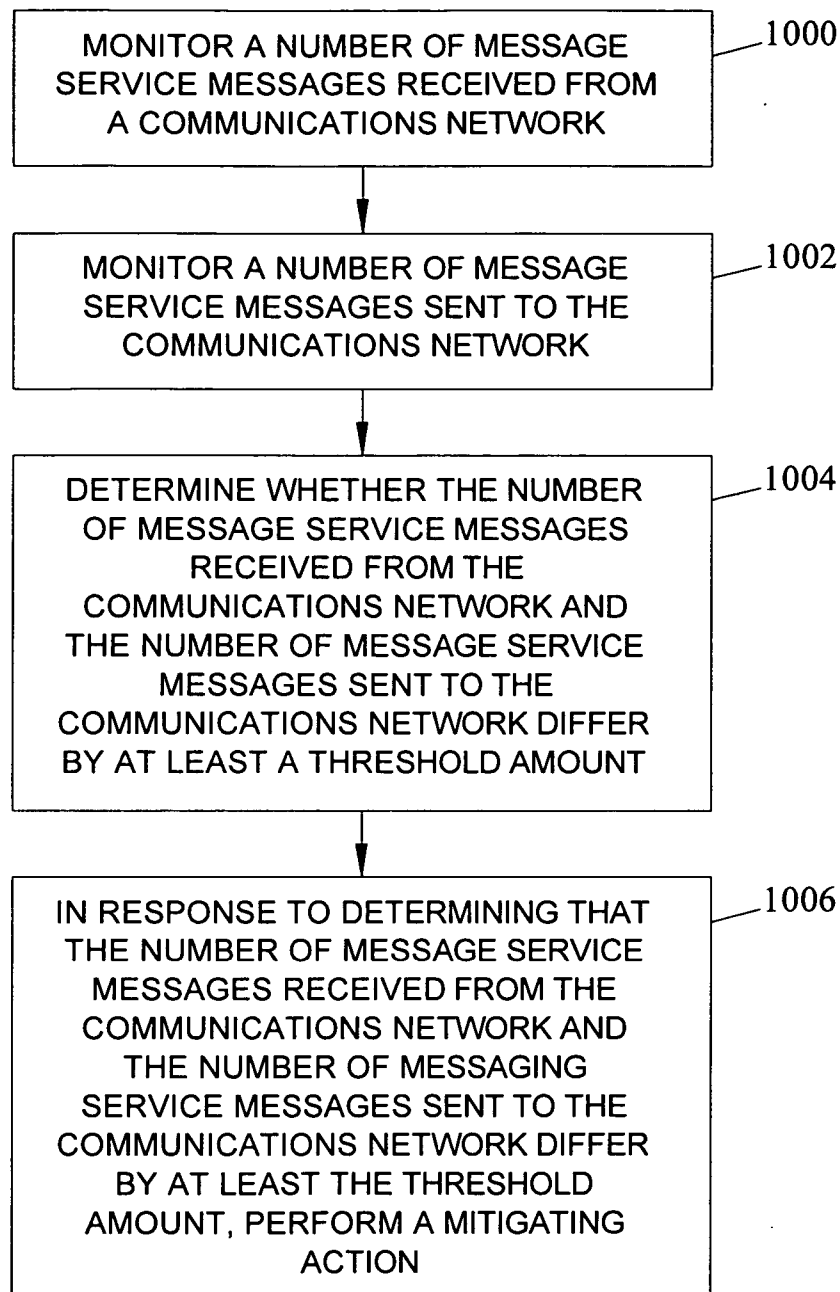 MONITOR A NUMBER OF MESSAGE
SERVICE MESSAGES RECEIVED FROM
A COMMUNICATIONS NETWORK
1000
MONITOR A NUMBER OF MESSAGE
SERVICE MESSAGES SENT TO THE
COMMUNICATIONS NETWORK
1002
DETERMINE WHETHER THE NUMBER
OF MESSAGE SERVICE MESSAGES
RECEIVED FROM THE
COMMUNICATIONS NETWORK AND
THE NUMBER OF MESSAGE SERVICE
MESSAGES SENT TO THE
COMMUNICATIONS NETWORK DIFFER
BY AT LEAST A THRESHOLD AMOUNT
1004
IN RESPONSE TO DETERMINING THAT
THE NUMBER OF MESSAGE SERVICE
MESSAGES RECEIVED FROM THE
COMMUNICATIONS NETWORK AND
THE NUMBER OF MESSAGING
SERVICE MESSAGES SENT TO THE
COMMUNICATIONS NETWORK DIFFER
BY AT LEAST THE THRESHOLD
AMOUNT, PERFORM A MITIGATING
ACTION
1006